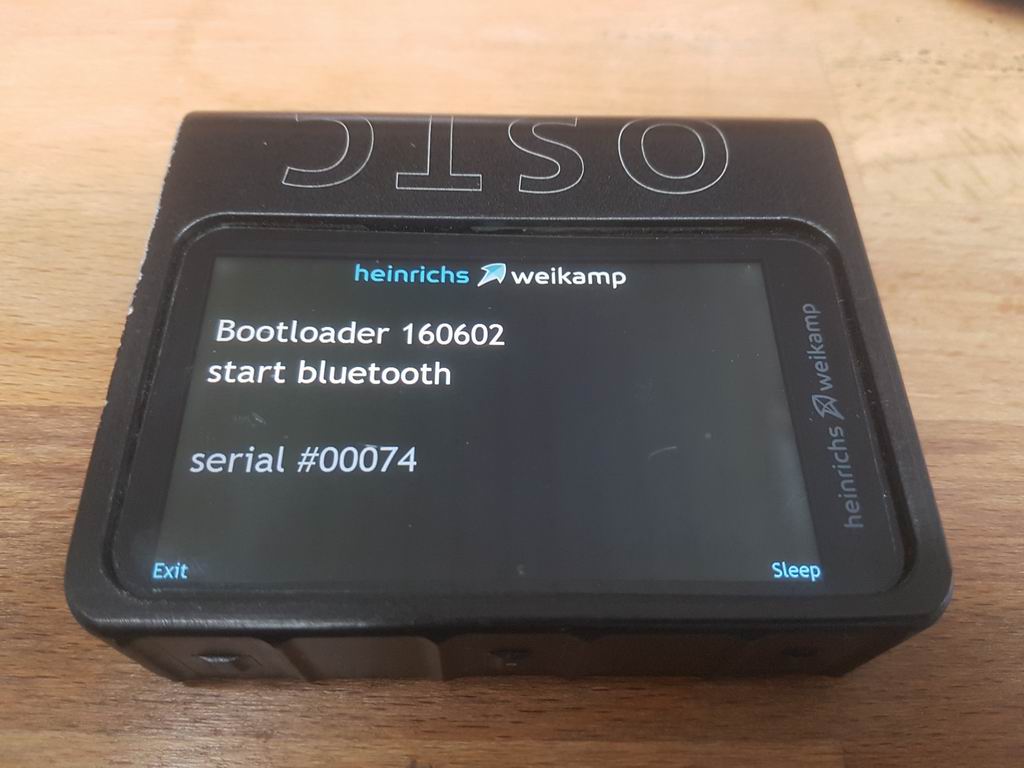 OSTC
heinrichs weikamp
Bootloader 160602
start bluetooth
serial #00074
Exit
Sleep
heinrichs weikamp